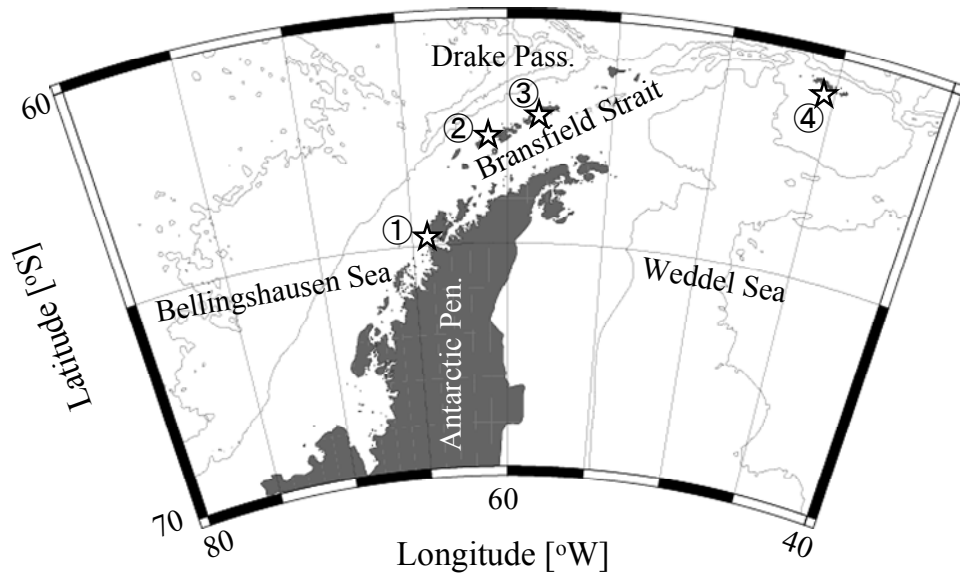 60
Drake Pass.
③
②
④
Bransfield Strait
①
Bellingshausen Sea
Weddel Sea
Antarctic Pen.
Latitude [°S]
70
80
60
40
Longitude [°W]